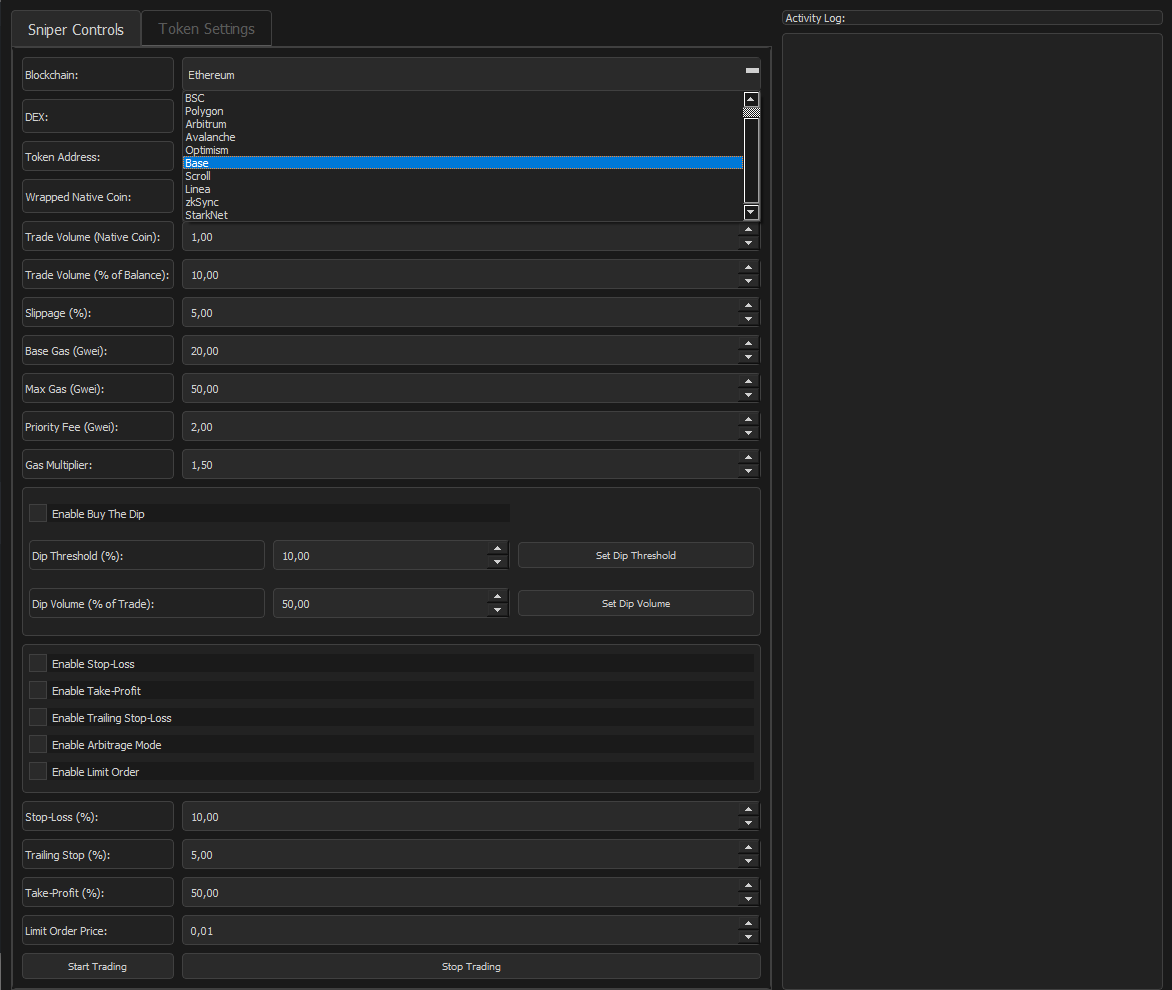 Sniper Controls
Token Settings
Activity Log:
Blockchain:
Ethereum
BSC
Polygon
Arbitrum
Avalanche
Optimism
Base
Scroll
Linea
zkSync
StarkNet
DEX:
Token Address:
Wrapped Native Coin:
Trade Volume (Native Coin):
1,00
Trade Volume (% of Balance):
10,00
Slippage (%):
5,00
Base Gas (Gwei):
20,00
Max Gas (Gwei):
50,00
Priority Fee (Gwei):
2,00
Gas Multiplier:
1,50
Enable Buy The Dip
Dip Threshold (%):
10,00
Set Dip Threshold
Dip Volume (% of Trade):
50,00
Set Dip Volume
Enable Stop-Loss
Enable Take-Profit
Enable Trailing Stop-Loss
Enable Arbitrage Mode
Enable Limit Order
Stop-Loss (%):
10,00
Trailing Stop (%):
5,00
Take-Profit (%):
50,00
Limit Order Price:
0,01
Start Trading
Stop Trading